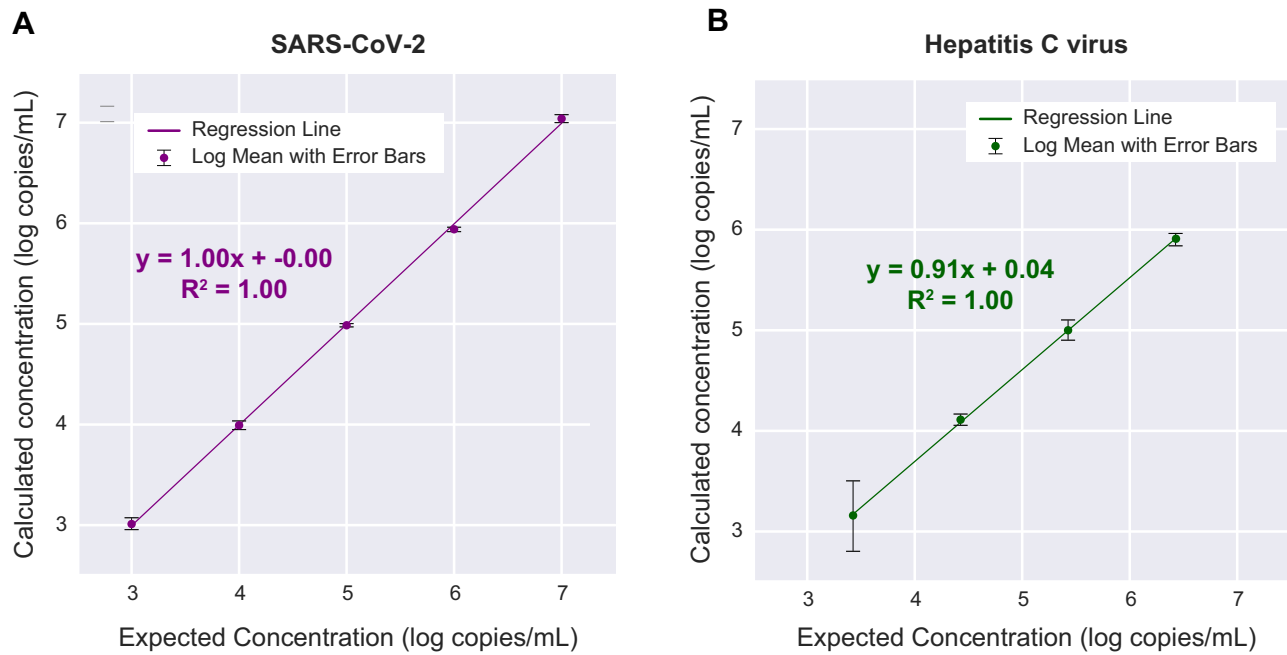 A
SARS-CoV-2
Calculated concentration (log copies/mL)
7
6
5
4
3
Regression Line
Log Mean with Error Bars
y = 1.00x + -0.00
R² = 1.00
3 4 5 6 7
Expected Concentration (log copies/mL)
B
Hepatitis C virus
Calculated concentration (log copies/mL)
7
6
5
4
3
Regression Line
Log Mean with Error Bars
y = 0.91x + 0.04
R² = 1.00
3 4 5 6 7
Expected Concentration (log copies/mL)